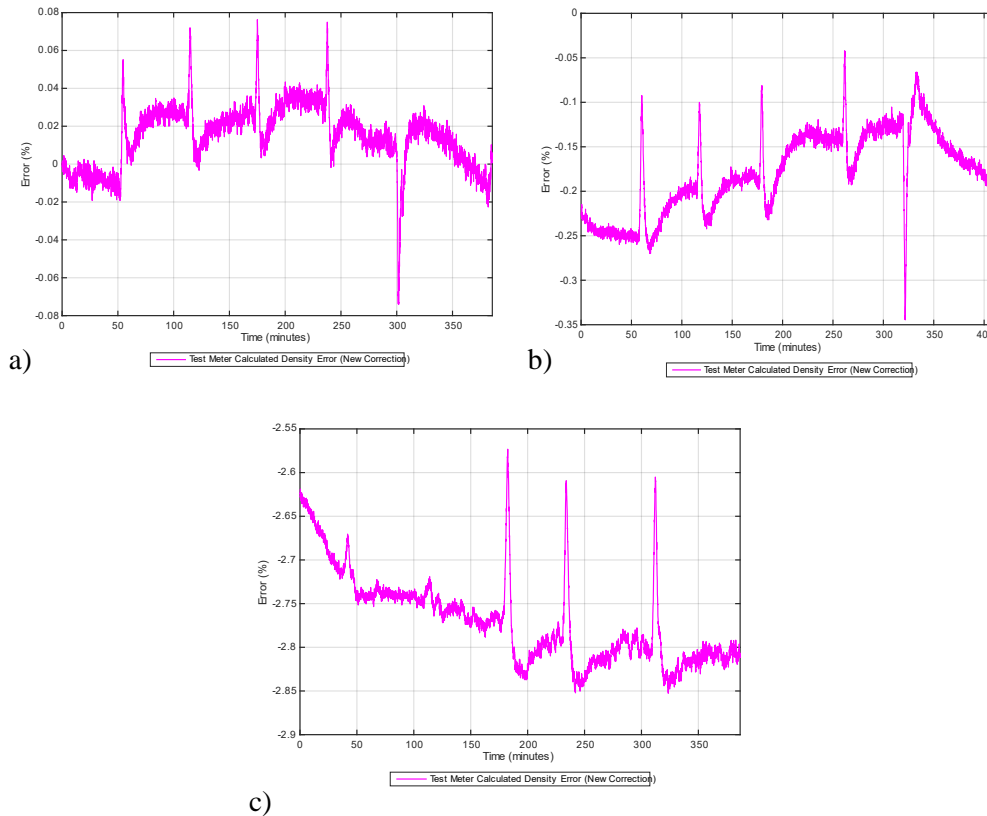 0.08
0.06
0.04
0.02
0
-0.02
-0.04
-0.06
-0.08
Error (%)
0 50 100 150 200 250 300 350
Time (minutes)
Test Meter Calculated Density Error (New Correction)
a)
0
-0.05
-0.1
-0.15
-0.2
-0.25
-0.3
-0.35
Error (%)
0 50 100 150 200 250 300 350
Time (minutes)
Test Meter Calculated Density Error (New Correction)
b)
-2.55
-2.6
-2.65
-2.7
-2.75
-2.8
-2.85
-2.9
Error (%)
0 50 100 150 200 250 300 350
Time (minutes)
Test Meter Calculated Density Error (New Correction)
c)